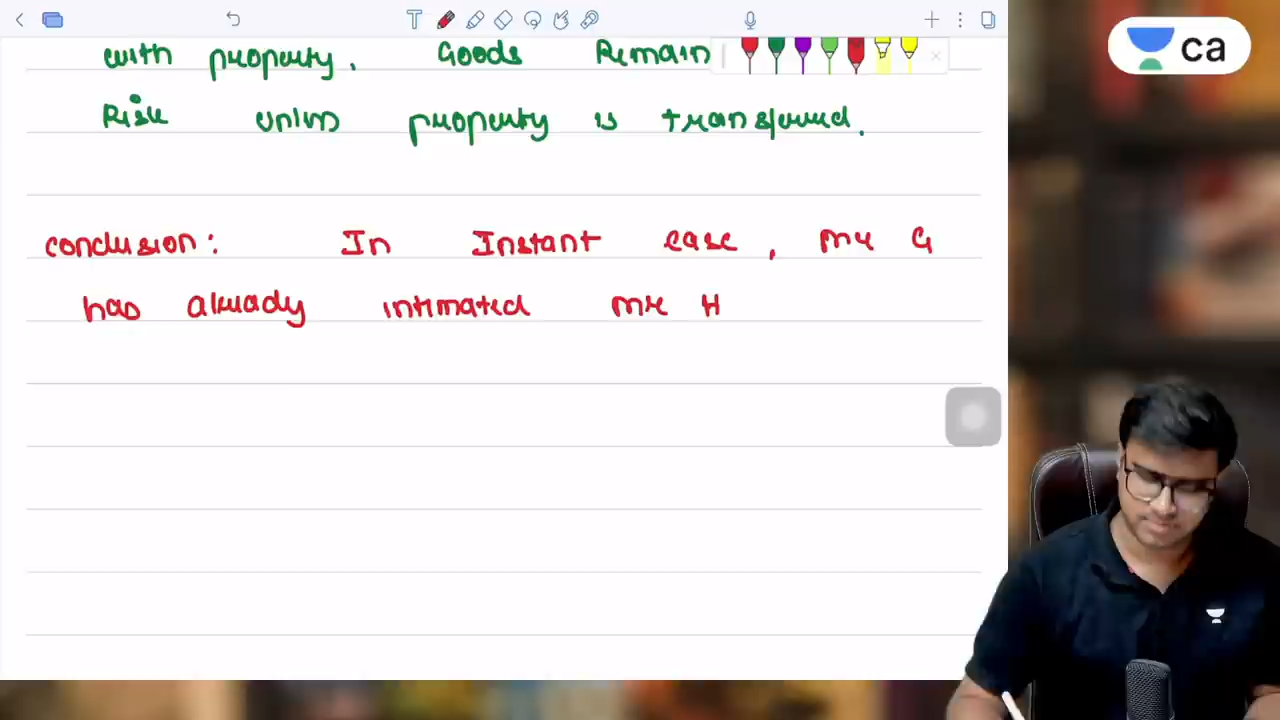 ca
with property. Goods Remain
Risk unless property is transferred.
conclusion: In Instant case, Mr G
has already intimated Mr H